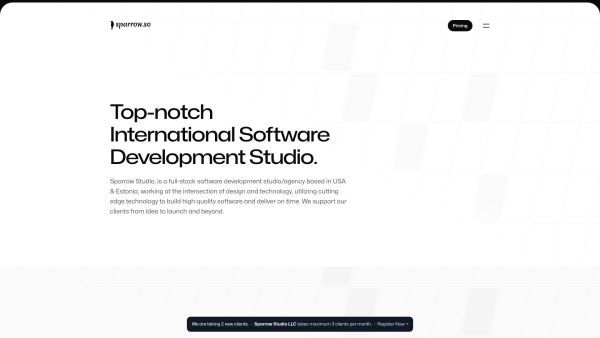 sparrow.so
Pricing
Top-notch
International Software
Development Studio.
Sparrow Studio, is a full-stack software development studio/agency based in USA
& Estonia, working at the intersection of design and technology, utilizing cutting
edge technology to build high quality software and deliver on time. We support our
clients from idea to launch and beyond.
We are taking 2 new clients. - Sparrow Studio LLC takes maximum 3 clients per month. - Register Now